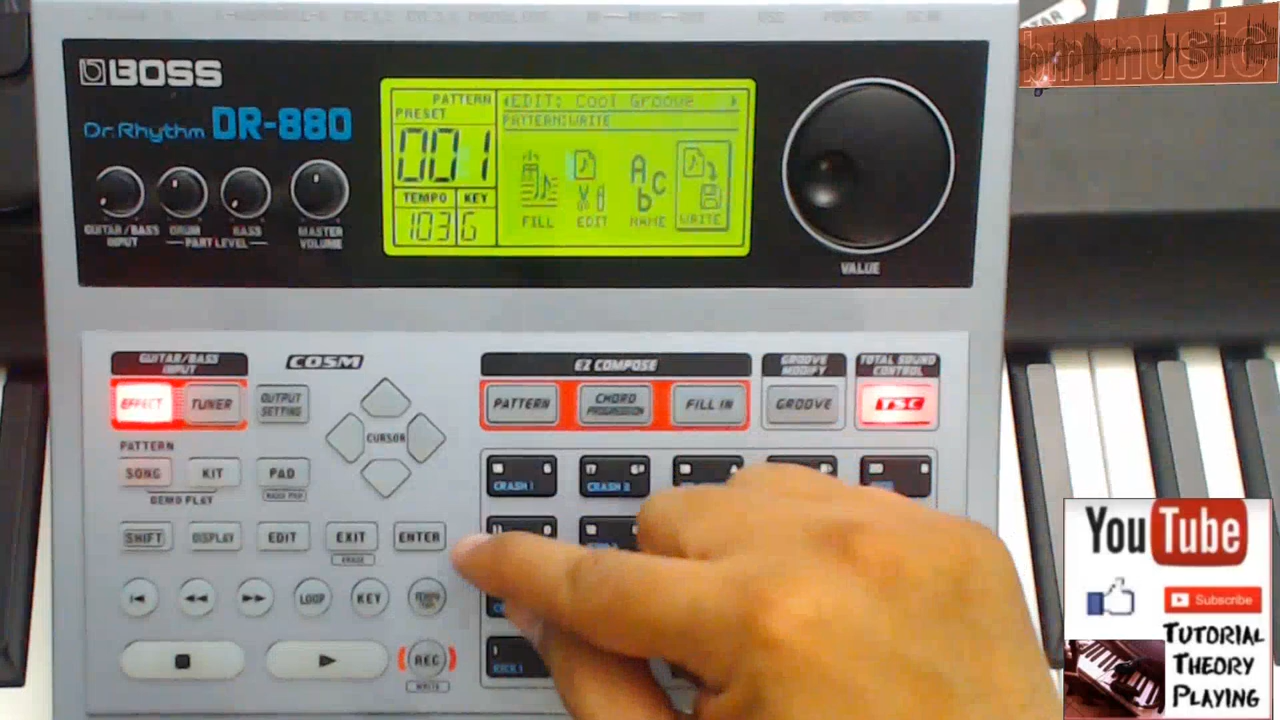 BOSS
Dr.Rhythm DR-880
GUITAR/BASS INPUT
DRUM
BASS
PART LEVEL
MASTER VOLUME
PATTERN
PRESET
001
TEMPO KEY
103 G
EDIT: Cool Groove
PATTERN:WRITE
FILL
EDIT
Abc
NAME
WRITE
VALUE
bmmusic
GUITAR/BASS
INPUT
COSM
EFFECT
TUNER
OUTPUT
SETTING
EZ COMPOSE
PATTERN
CHORD
PROGRESSION
FILL IN
GROOVE
MODIFY
GROOVE
TOTAL SOUND
CONTROL
TSC
CURSOR
PATTERN
SONG
KIT
PAD
DEMO PLAY
SHIFT
DISPLAY
EDIT
EXIT
ENTER
ERASE
LOOP
KEY
REC
WRITE
CRASH 1
CRASH 2
KICK 1
YouTube
Subscribe
TUTORIAL
THEORY
PLAYING